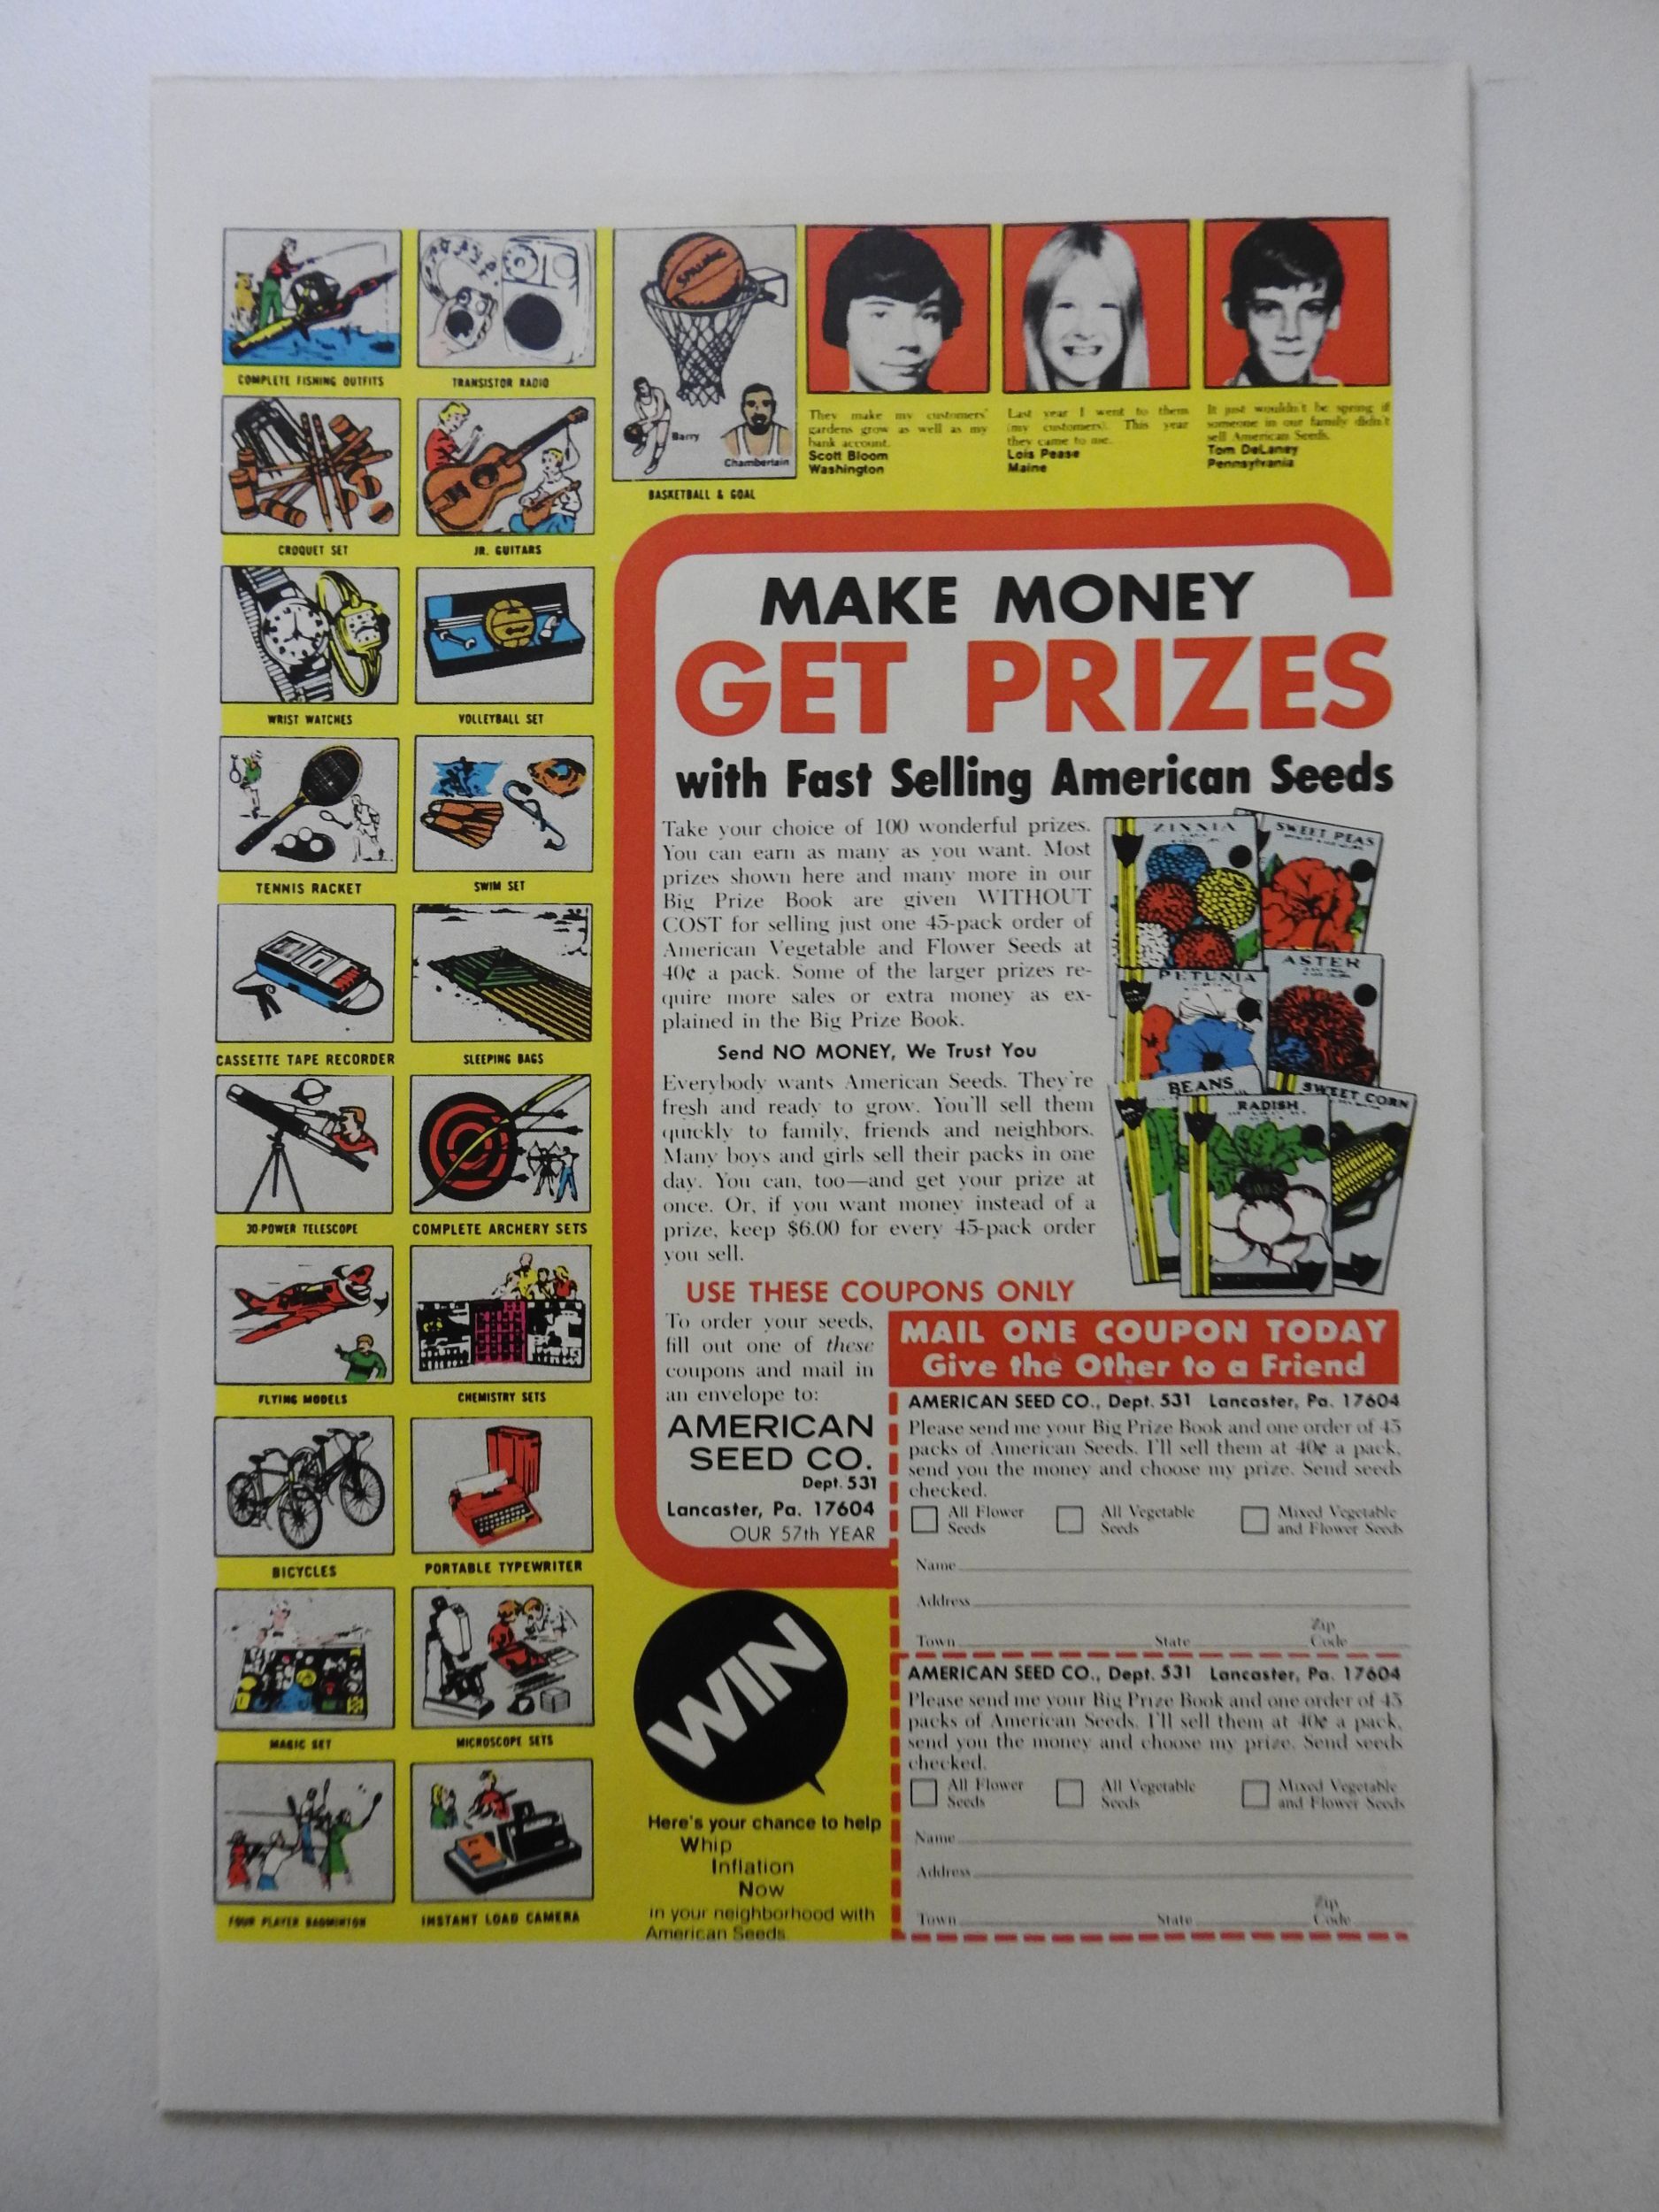 COMPLETE FISHING OUTFITS
TRANSISTOR RADIO
CROQUET SET
JR. GUITARS
WRIST WATCHES
VOLLEYBALL SET
TENNIS RACKET
SWIM SET
CASSETTE TAPE RECORDER
SLEEPING BAGS
30-POWER TELESCOPE
COMPLETE ARCHERY SETS
FLYING MODELS
CHEMISTRY SETS
BICYCLES
PORTABLE TYPEWRITER
MAGIC SET
MICROSCOPE SETS
FOUR PLAYER BADMINTON
INSTANT LOAD CAMERA
SPALDING
Barry
Chamberlain
BASKETBALL & GOAL
They make my customers'
gardens grow as well as my
bank account.
Scott Bloom
Washington
Last year I went to them
(my customers). This year
they came to me.
Lois Pease
Maine
It just wouldn't be spring if
someone in our family didn't
sell American Seeds.
Tom DeLaney
Pennsylvania
MAKE MONEY
GET PRIZES
with Fast Selling American Seeds
Take your choice of 100 wonderful prizes.
You can earn as many as you want. Most
prizes shown here and many more in our
Big Prize Book are given WITHOUT
COST for selling just one 45-pack order of
American Vegetable and Flower Seeds at
40¢ a pack. Some of the larger prizes re-
quire more sales or extra money as ex-
plained in the Big Prize Book.
Send NO MONEY, We Trust You
Everybody wants American Seeds. They're
fresh and ready to grow. You'll sell them
quickly to family, friends and neighbors.
Many boys and girls sell their packs in one
day. You can, too—and get your prize at
once. Or, if you want money instead of a
prize, keep $6.00 for every 45-pack order
you sell.
ZINNIA
SWEET PEAS
PETUNIA
ASTER
BEANS
RADISH
SWEET CORN
USE THESE COUPONS ONLY
To order your seeds,
fill out one of these
coupons and mail in
an envelope to:
AMERICAN
SEED CO.
Dept. 531
Lancaster, Pa. 17604
OUR 57th YEAR
MAIL ONE COUPON TODAY
Give the Other to a Friend
AMERICAN SEED CO., Dept. 531 Lancaster, Pa. 17604
Please send me your Big Prize Book and one order of 45
packs of American Seeds. I'll sell them at 40¢ a pack,
send you the money and choose my prize. Send seeds
checked.
All Flower Seeds
All Vegetable Seeds
Mixed Vegetable and Flower Seeds
Name
Address
Town State Zip Code
AMERICAN SEED CO., Dept. 531 Lancaster, Pa. 17604
Please send me your Big Prize Book and one order of 45
packs of American Seeds. I'll sell them at 40¢ a pack,
send you the money and choose my prize. Send seeds
checked.
All Flower Seeds
All Vegetable Seeds
Mixed Vegetable and Flower Seeds
Name
Address
Town State Zip Code
WIN
Here's your chance to help
Whip
Inflation
Now
in your neighborhood with
American Seeds